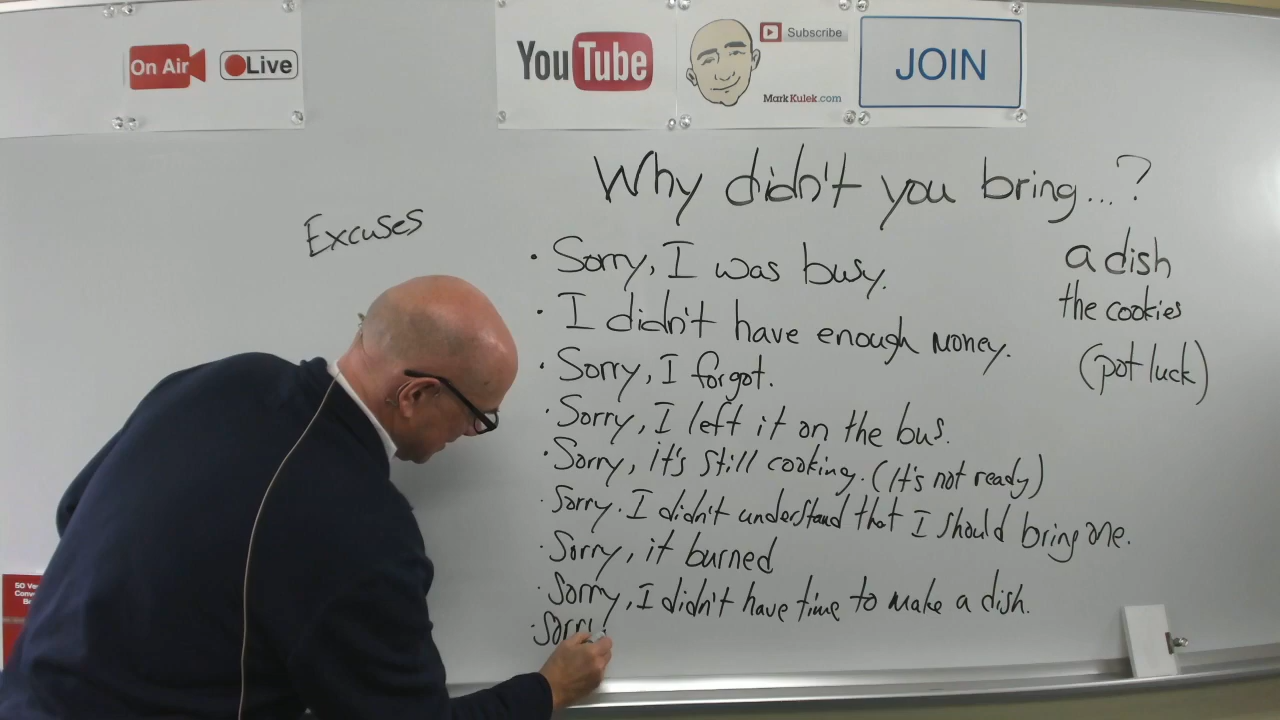 On Air
Live
YouTube
Subscribe
MarkKulek.com
JOIN
Why didn't you bring...?
Excuses
a dish
the cookies
(pot luck)
• Sorry, I was busy.
• I didn't have enough money.
• Sorry, I forgot.
• Sorry, I left it on the bus.
• Sorry, it's still cooking. (It's not ready)
• Sorry. I didn't understand that I should bring one.
• Sorry, it burned
• Sorry, I didn't have time to make a dish.
• Sorry,
50